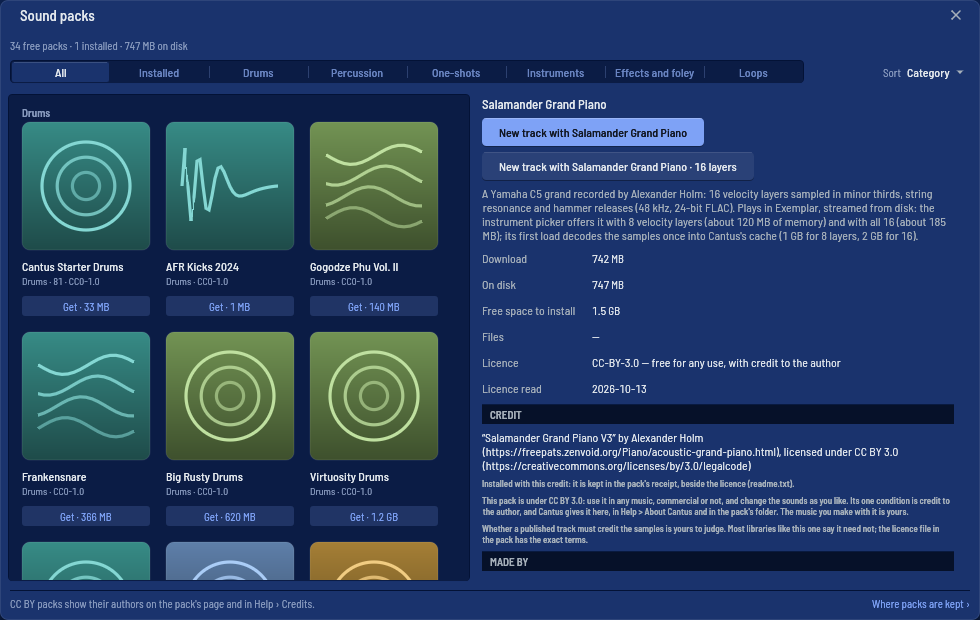 Sound packs
34 free packs · 1 installed · 747 MB on disk
All
Installed
Drums
Percussion
One-shots
Instruments
Effects and foley
Loops
Sort Category
Drums
Cantus Starter Drums
Drums · 81 · CC0-1.0
Get · 33 MB
AFR Kicks 2024
Drums · CC0-1.0
Get · 1 MB
Gogodze Phu Vol. II
Drums · CC0-1.0
Get · 140 MB
Frankensnare
Drums · CC0-1.0
Get · 366 MB
Big Rusty Drums
Drums · CC0-1.0
Get · 620 MB
Virtuosity Drums
Drums · CC0-1.0
Get · 1.2 GB
Salamander Grand Piano
New track with Salamander Grand Piano
New track with Salamander Grand Piano · 16 layers
A Yamaha C5 grand recorded by Alexander Holm: 16 velocity layers sampled in minor thirds, string
resonance and hammer releases (48 kHz, 24-bit FLAC). Plays in Exemplar, streamed from disk: the
instrument picker offers it with 8 velocity layers (about 120 MB of memory) and with all 16 (about 185
MB); its first load decodes the samples once into Cantus's cache (1 GB for 8 layers, 2 GB for 16).
Download 742 MB
On disk 747 MB
Free space to install 1.5 GB
Files —
Licence CC-BY-3.0 — free for any use, with credit to the author
Licence read 2026-10-13
CREDIT
"Salamander Grand Piano V3" by Alexander Holm
(https://freepats.zenvoid.org/Piano/acoustic-grand-piano.html), licensed under CC BY 3.0
(https://creativecommons.org/licenses/by/3.0/legalcode)
Installed with this credit: it is kept in the pack's receipt, beside the licence (readme.txt).
This pack is under CC BY 3.0: use it in any music, commercial or not, and change the sounds as you like. Its one condition is credit to
the author, and Cantus gives it here, in Help > About Cantus and in the pack's folder. The music you make with it is yours.
Whether a published track must credit the samples is yours to judge. Most libraries like this one say it need not; the licence file in
the pack has the exact terms.
MADE BY
CC BY packs show their authors on the pack's page and in Help › Credits.
Where packs are kept ›